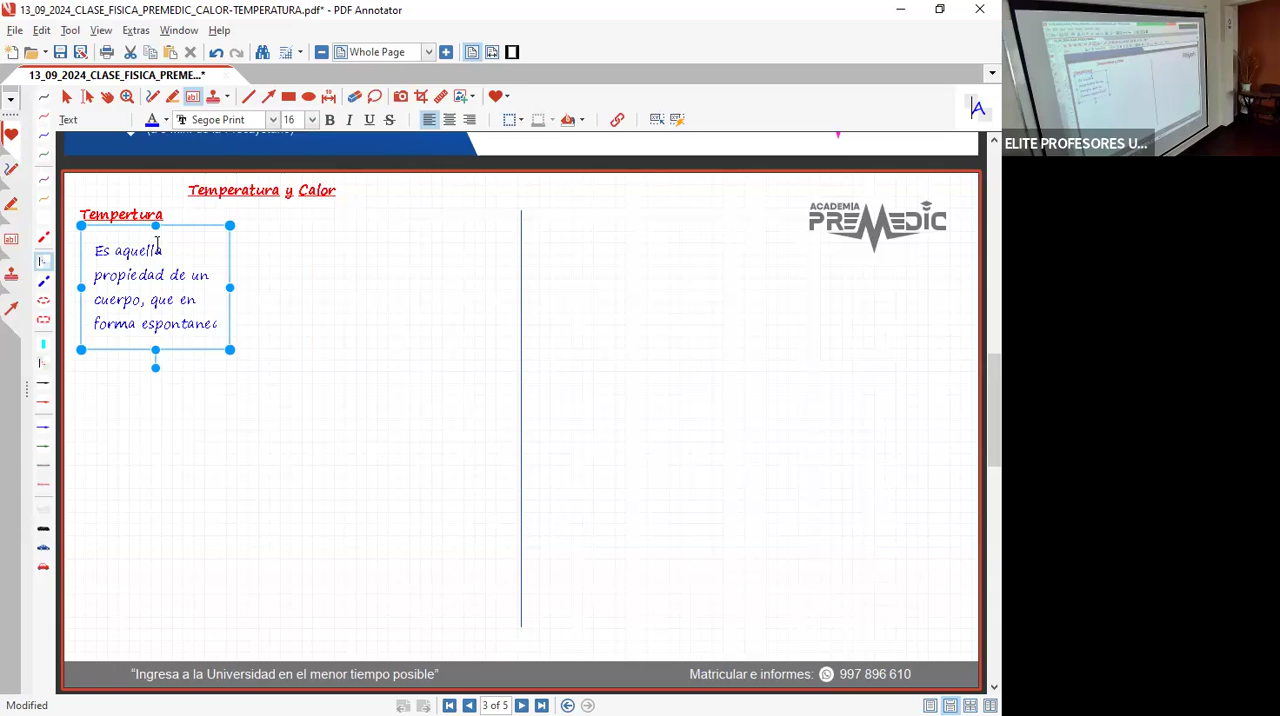 13_09_2024_CLASE_FISICA_PREMEDIC_CALOR-TEMPERATURA.pdf* - PDF Annotator
File Edit Tool View Extras Window Help
Whole Page
13_09_2024_CLASE_FISICA_PREME...*
Text
Segoe Print
16
Temperatura y Calor
Tempertura
Es aquella
propiedad de un
cuerpo, que en
forma espontanea
ACADEMIA
PREMEDIC
"Ingresa a la Universidad en el menor tiempo posible"
Matricular e informes: 997 896 610
Modified
3 of 5
ELITE PROFESORES U...